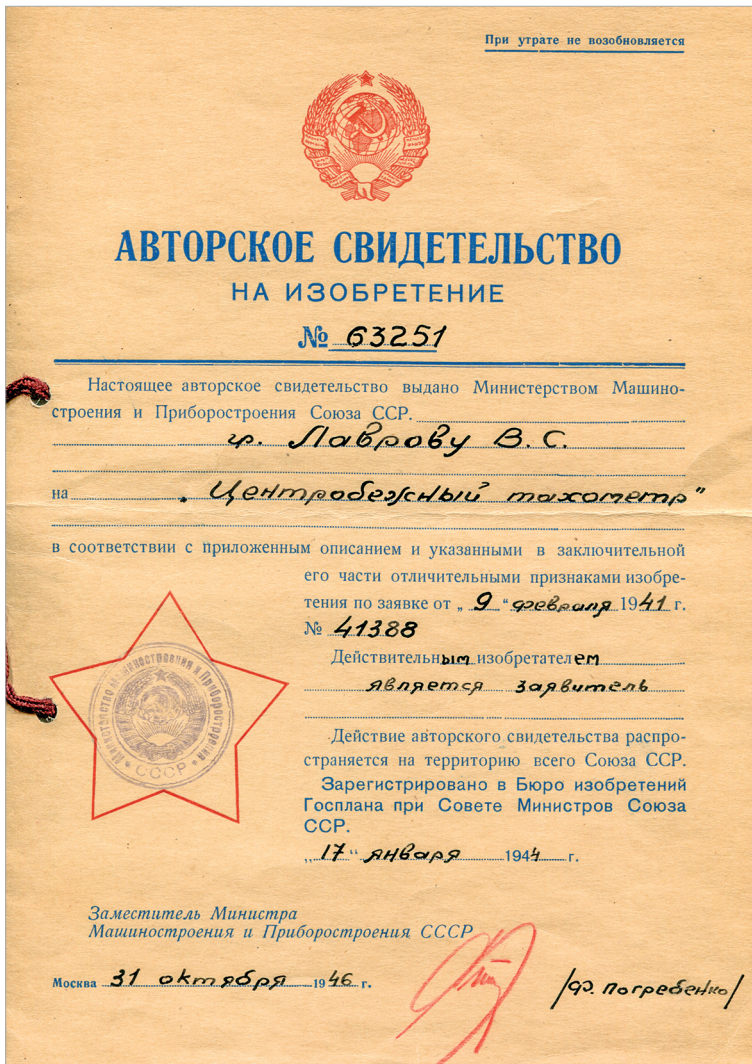 При утрате не возобновляется
АВТОРСКОЕ СВИДЕТЕЛЬСТВО
НА ИЗОБРЕТЕНИЕ
№ 63251
Настоящее авторское свидетельство выдано Министерством Машино-
строения и Приборостроения Союза ССР.
гр. Лаврову В. С.
на „Центробежный тахометр"
в соответствии с приложенным описанием и указанными в заключительной
его части отличительными признаками изобре-
тения по заявке от „ 9 " февраля 1941 г.
№ 41388
Действительным изобретателем
является заявитель
Действие авторского свидетельства распро-
страняется на территорию всего Союза ССР.
Зарегистрировано в Бюро изобретений
Госплана при Совете Министров Союза
ССР.
„17" января 1944 г.
Министерство Машиностроения и Приборостроения
СССР
Заместитель Министра
Машиностроения и Приборостроения СССР
Москва 31 октября 1946 г.
/Ф. Погребенко/